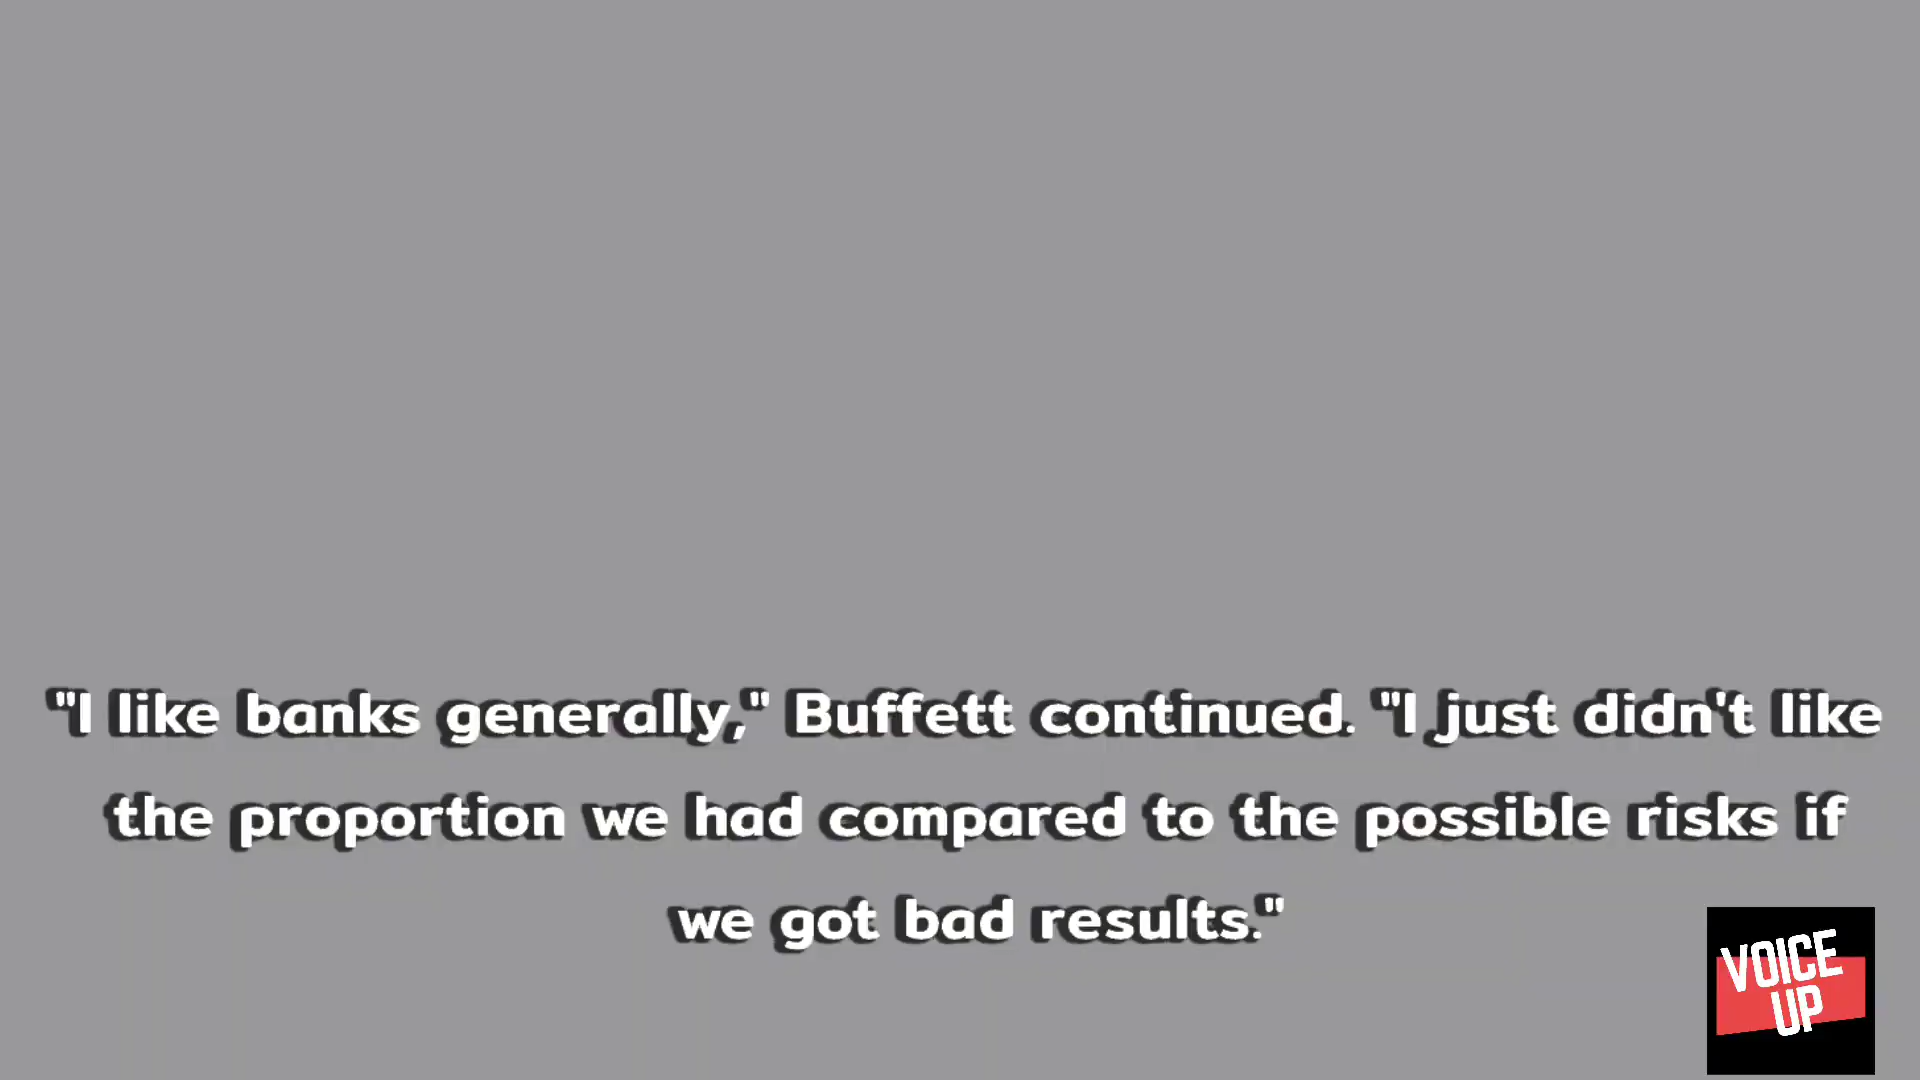 "I like banks generally," Buffett continued. "I just didn't like
the proportion we had compared to the possible risks if
we got bad results."
VOICE
UP